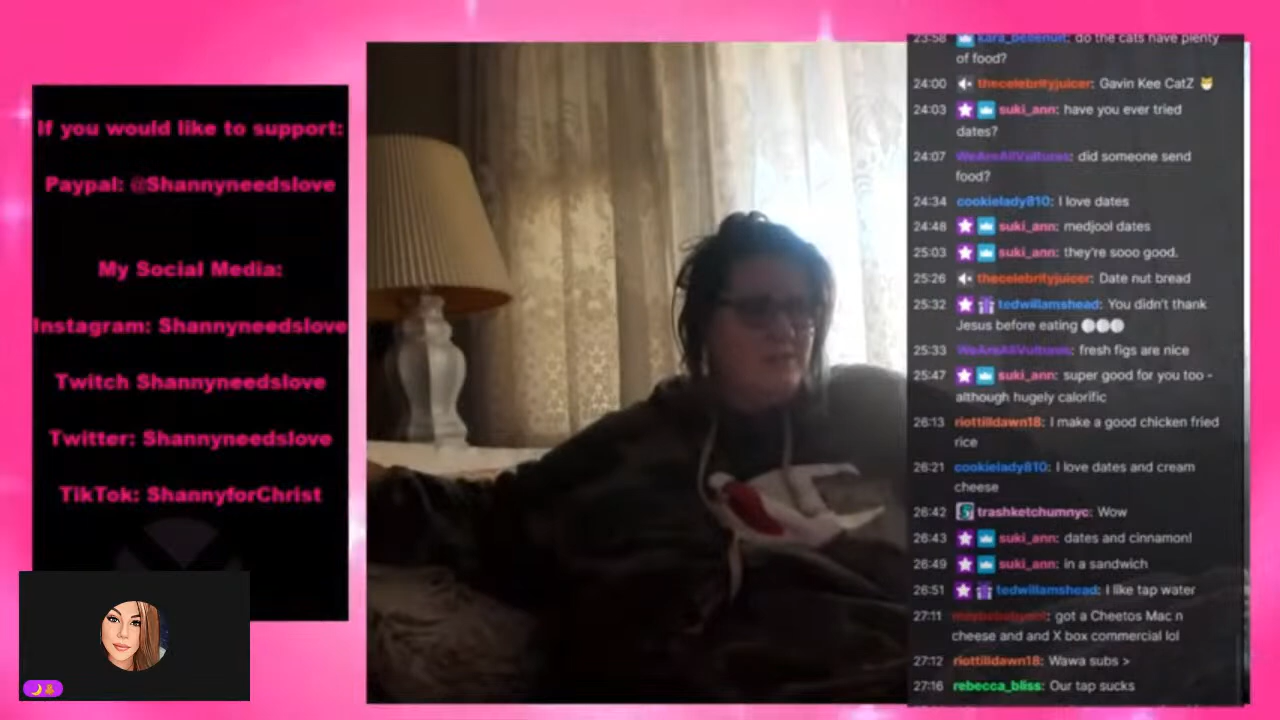 If you would like to support:
Paypal: @Shannyneedslove
My Social Media:
Instagram: Shannyneedslove
Twitch Shannyneedslove
Twitter: Shannyneedslove
TikTok: ShannyforChrist
23:58 do the cats have plenty
of food?
24:00 thecelebrityjuicer: Gavin Kee CatZ
24:03 suki_ann: have you ever tried
dates?
24:07 WeAreAllVultures: did someone send
food?
24:34 cookielady810: I love dates
24:48 suki_ann: medjool dates
25:03 suki_ann: they're sooo good.
25:26 thecelebrityjuicer: Date nut bread
25:32 tedwillamshead: You didn't thank
Jesus before eating
25:33 WeAreAllVultures: fresh figs are nice
25:47 suki_ann: super good for you too -
although hugely calorific
26:13 riottilldawn18: I make a good chicken fried
rice
26:21 cookielady810: I love dates and cream
cheese
26:42 trashketchumnyc: Wow
26:43 suki_ann: dates and cinnamon!
26:49 suki_ann: in a sandwich
26:51 tedwillamshead: I like tap water
27:11 got a Cheetos Mac n
cheese and and X box commercial lol
27:12 riottilldawn18: Wawa subs >
27:16 rebecca_bliss: Our tap sucks